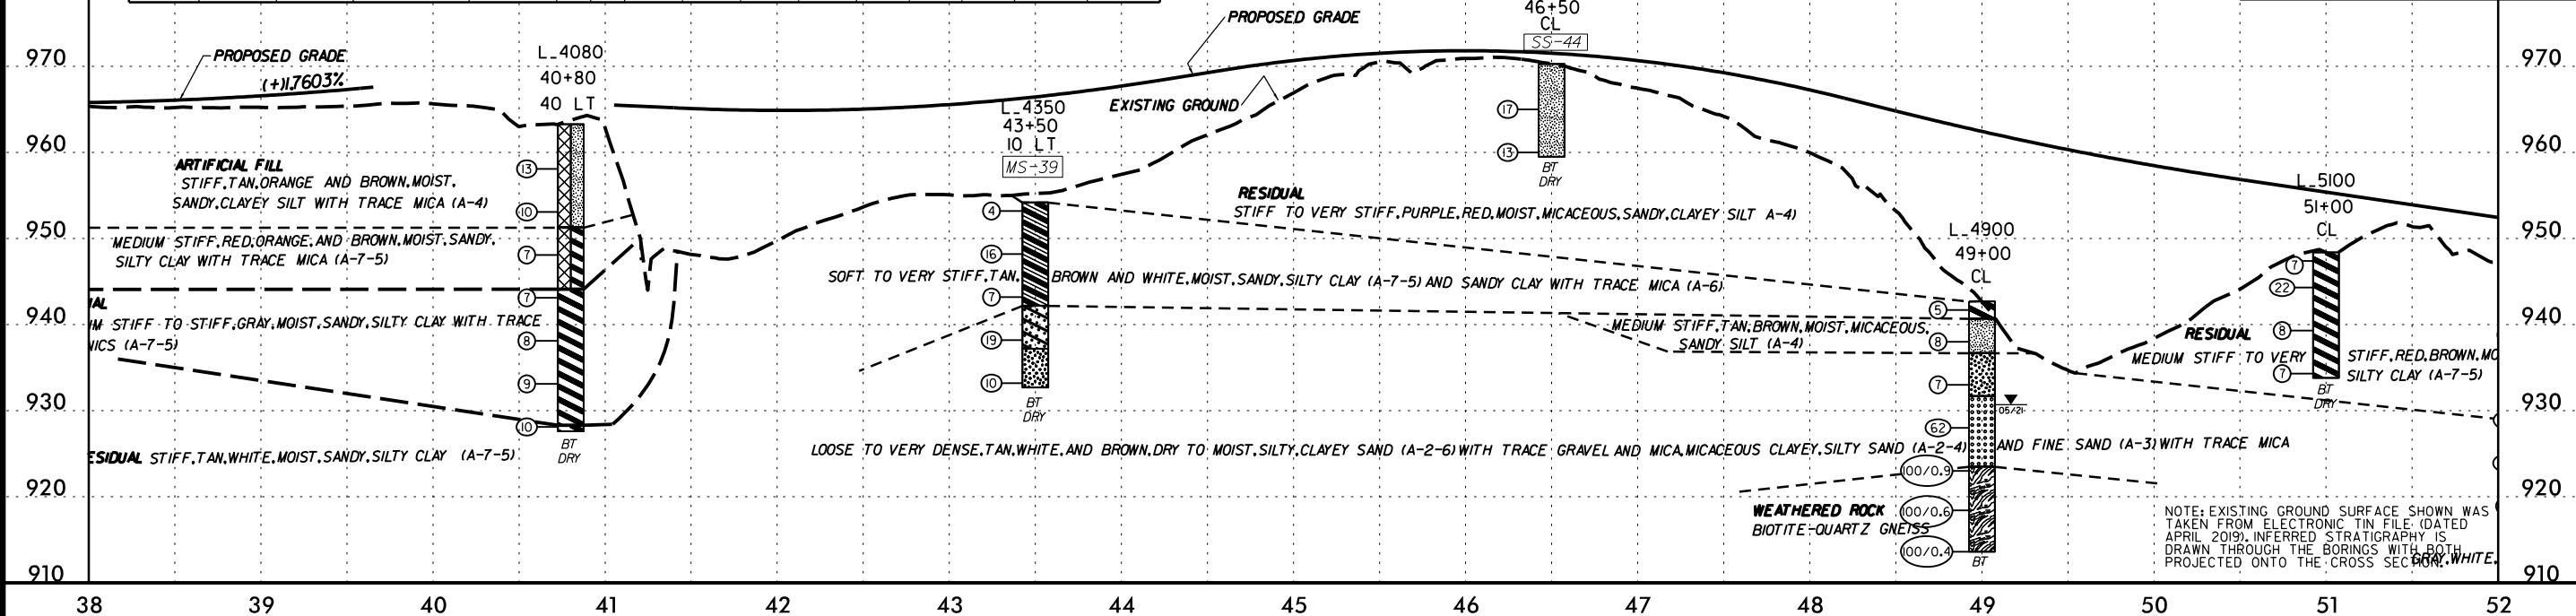 46+50
CL
SS-44
PROPOSED GRADE
970
PROPOSED GRADE
(+)1.7603%
L_4080
40+80
40 LT
L_4350
43+50
10 LT
MS-39
EXISTING GROUND
17
13
BT
DRY
970
960
960
ARTIFICIAL FILL
STIFF,TAN,ORANGE AND BROWN,MOIST,
SANDY,CLAYEY SILT WITH TRACE MICA (A-4)
13
10
4
RESIDUAL
STIFF TO VERY STIFF,PURPLE,RED,MOIST,MICACEOUS,SANDY,CLAYEY SILT A-4)
L_5100
51+00
CL
950
950
MEDIUM STIFF,RED,ORANGE,AND BROWN,MOIST,SANDY,
SILTY CLAY WITH TRACE MICA (A-7-5)
7
16
L_4900
49+00
CL
7
22
SOFT TO VERY STIFF,TAN, BROWN AND WHITE,MOIST,SANDY,SILTY CLAY (A-7-5) AND SANDY CLAY WITH TRACE MICA (A-6)
7
7
5
IAL
940
940
M STIFF TO STIFF,GRAY,MOIST,SANDY,SILTY CLAY WITH TRACE
NICS (A-7-5)
8
19
MEDIUM STIFF,TAN,BROWN,MOIST,MICACEOUS,
SANDY SILT (A-4)
8
8
RESIDUAL
MEDIUM STIFF TO VERY STIFF,RED,BROWN,MO
SILTY CLAY (A-7-5)
9
10
7
7
BT
DRY
BT
DRY
930
930
05/21
10
62
BT
DRY
ESIDUAL STIFF,TAN,WHITE,MOIST,SANDY,SILTY CLAY (A-7-5)
LOOSE TO VERY DENSE,TAN,WHITE,AND BROWN,DRY TO MOIST,SILTY,CLAYEY SAND (A-2-6) WITH TRACE GRAVEL AND MICA,MICACEOUS CLAYEY,SILTY SAND (A-2-4) AND FINE SAND (A-3) WITH TRACE MICA
100/0.9
920
920
WEATHERED ROCK
BIOTITE-QUARTZ GNEISS
100/0.6
100/0.4
BT
NOTE: EXISTING GROUND SURFACE SHOWN WAS
TAKEN FROM ELECTRONIC TIN FILE (DATED
APRIL 2019). INFERRED STRATIGRAPHY IS
DRAWN THROUGH THE BORINGS WITH BOTH
PROJECTED ONTO THE CROSS SECTION.
GRAY,WHITE,
910
910
38 39 40 41 42 43 44 45 46 47 48 49 50 51 52